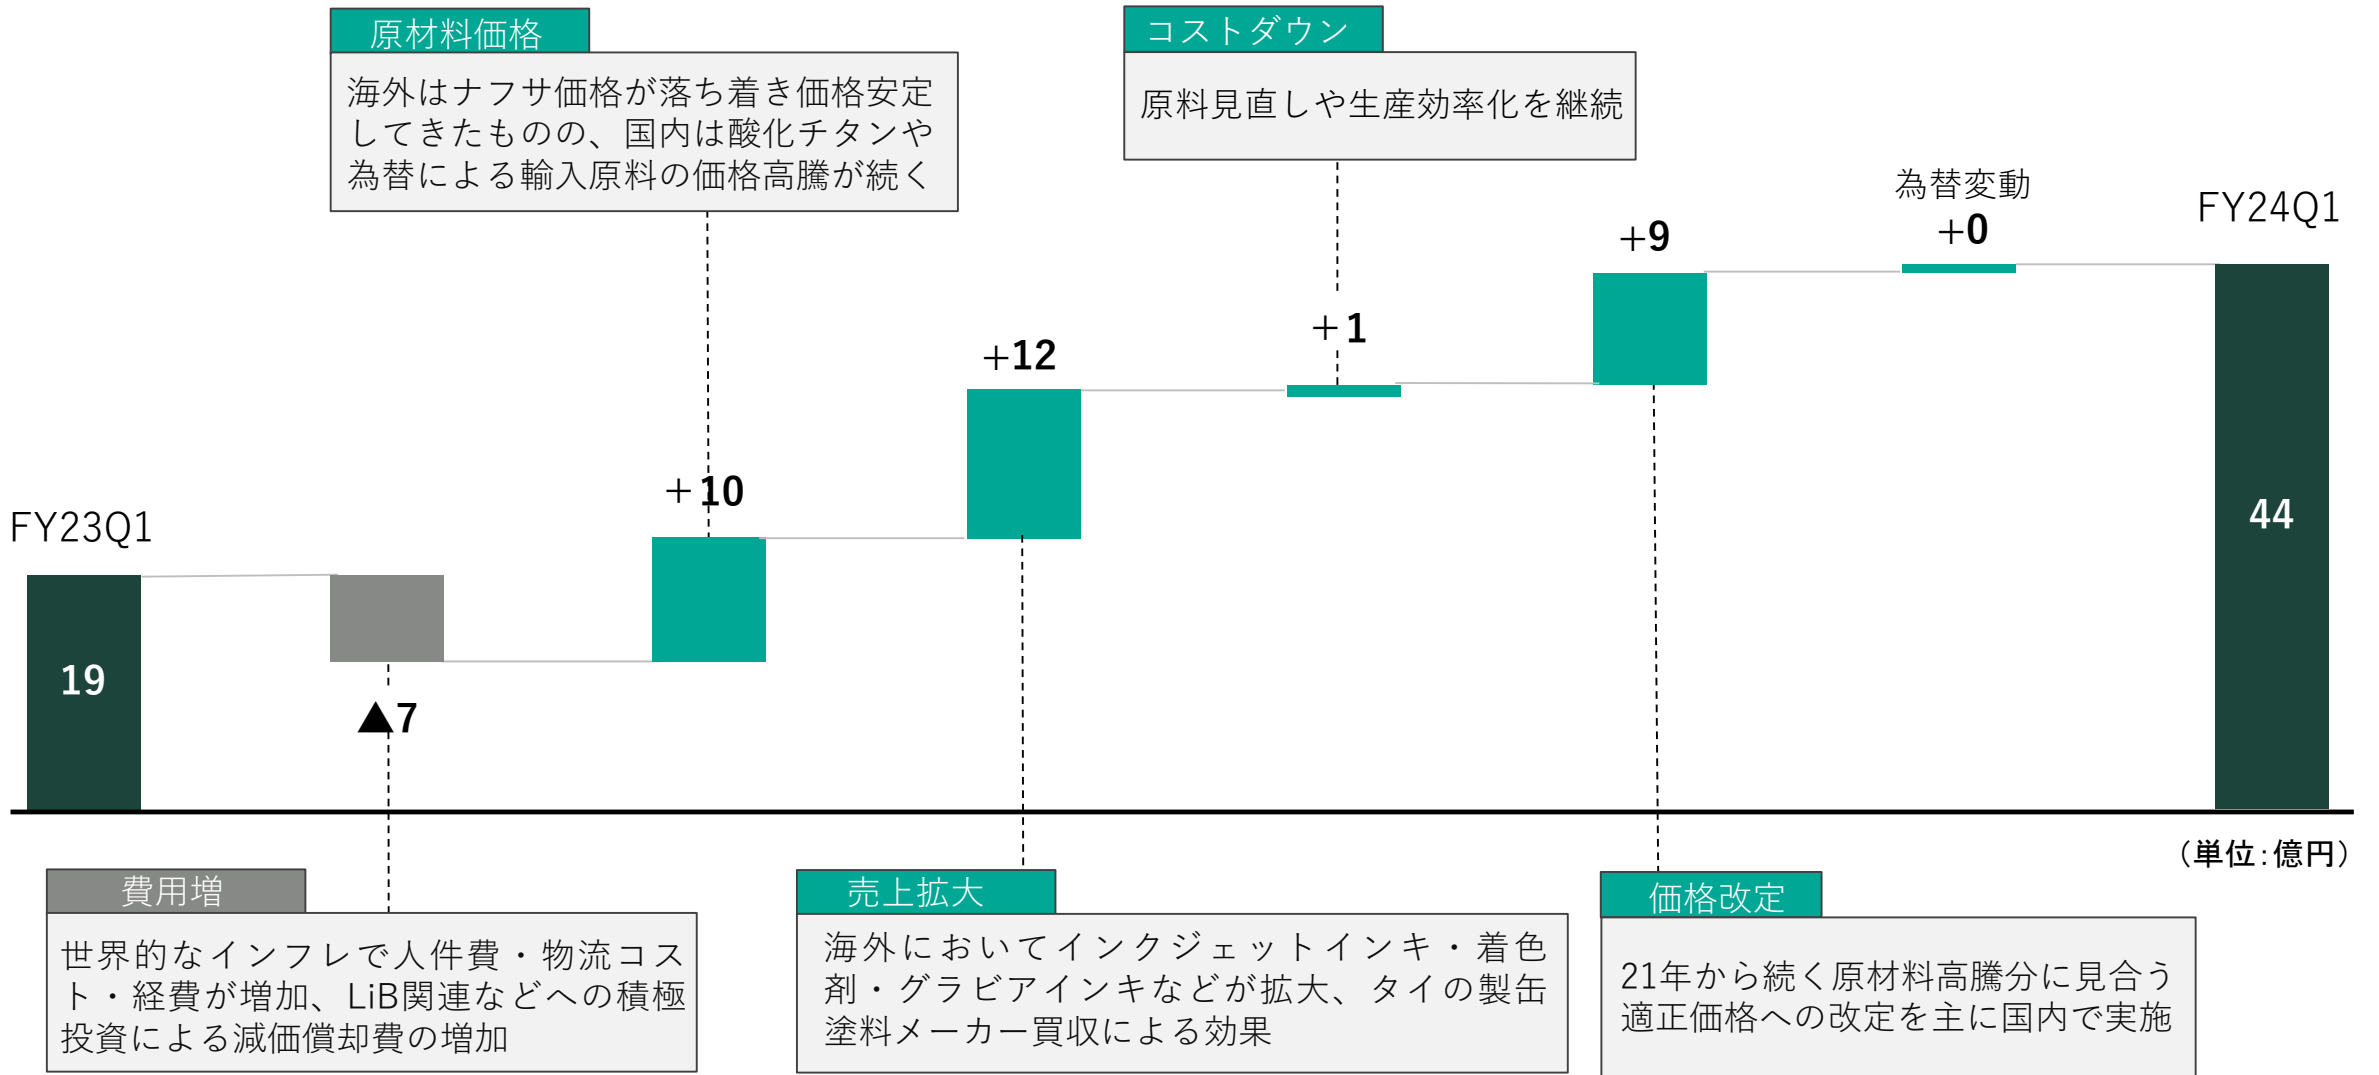 原材料価格
海外はナフサ価格が落ち着き価格安定
してきたものの、国内は酸化チタンや
為替による輸入原料の価格高騰が続く
コストダウン
原料見直しや生産効率化を継続
為替変動
+0
FY24Q1
+9
+1
+12
+10
FY23Q1
44
19
▲7
(単位:億円)
費用増
世界的なインフレで人件費・物流コス
ト・経費が増加、LiB関連などへの積極
投資による減価償却費の増加
売上拡大
海外においてインクジェットインキ・着色
剤・グラビアインキなどが拡大、タイの製缶
塗料メーカー買収による効果
価格改定
21年から続く原材料高騰分に見合う
適正価格への改定を主に国内で実施